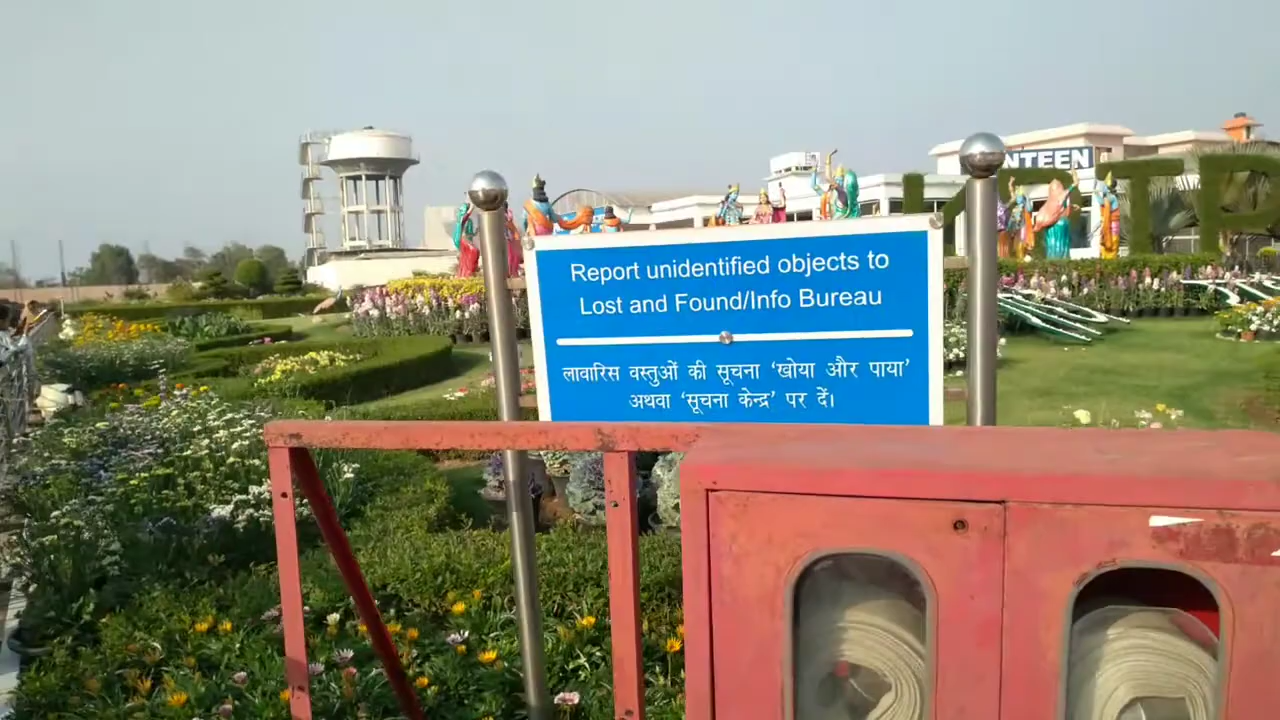 NTEEN
Report unidentified objects to
Lost and Found/Info Bureau
लावारिस वस्तुओं की सूचना 'खोया और पाया'
अथवा 'सूचना केन्द्र' पर दें।